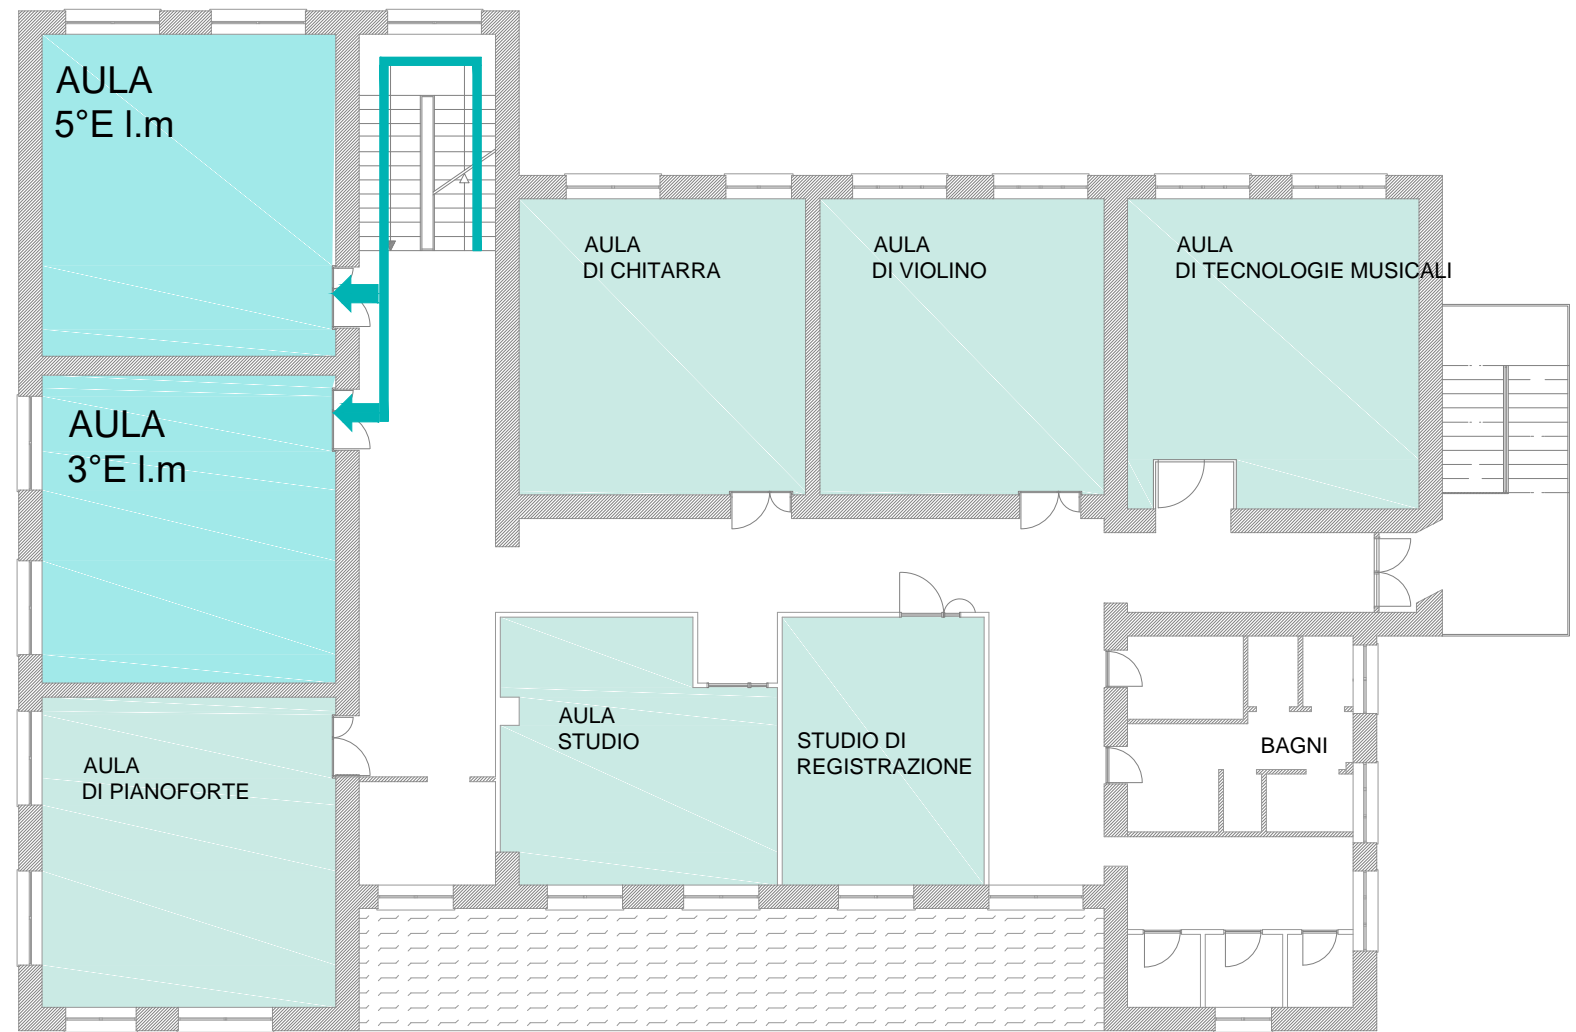 AULA
5°E l.m
AULA
DI CHITARRA
AULA
DI VIOLINO
AULA
DI TECNOLOGIE MUSICALI
AULA
3°E l.m
AULA
DI PIANOFORTE
AULA
STUDIO
STUDIO DI
REGISTRAZIONE
BAGNI